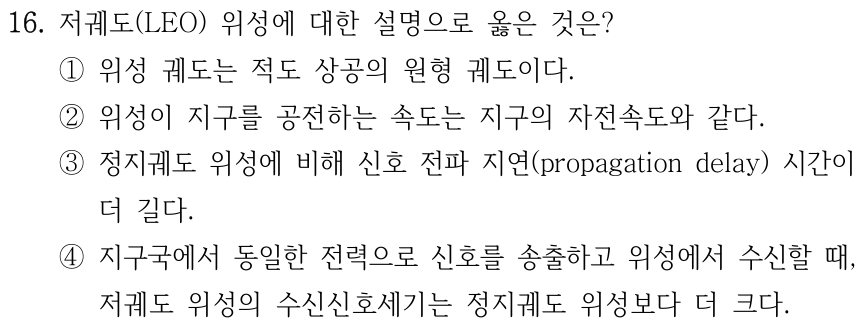 16. 저궤도(LEO) 위성에 대한 설명으로 옳은 것은?
① 위성 궤도는 적도 상공의 원형 궤도이다.
② 위성이 지구를 공전하는 속도는 지구의 자전속도와 같다.
③ 정지궤도 위성에 비해 신호 전파 지연(propagation delay) 시간이
더 길다.
④ 지구국에서 동일한 전력으로 신호를 송출하고 위성에서 수신할 때,
저궤도 위성의 수신신호세기는 정지궤도 위성보다 더 크다.